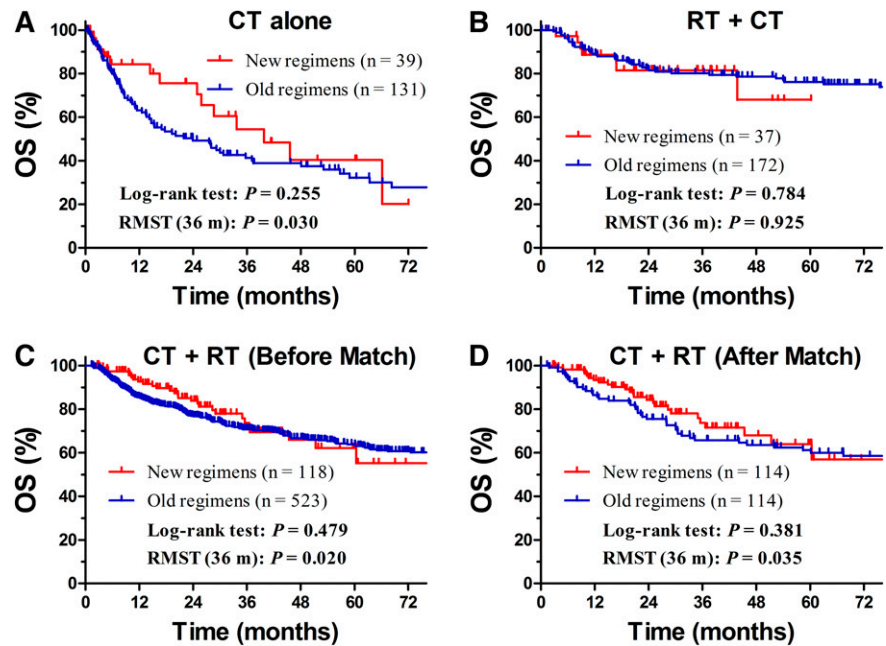 A
CT alone
OS (%)
100
80
60
40
20
0
New regimens (n = 39)
Old regimens (n = 131)
Log-rank test: P = 0.255
RMST (36 m): P = 0.030
0 12 24 36 48 60 72
Time (months)
B
RT + CT
OS (%)
100
80
60
40
20
0
New regimens (n = 37)
Old regimens (n = 172)
Log-rank test: P = 0.784
RMST (36 m): P = 0.925
0 12 24 36 48 60 72
Time (months)
C
CT + RT (Before Match)
OS (%)
100
80
60
40
20
0
New regimens (n = 118)
Old regimens (n = 523)
Log-rank test: P = 0.479
RMST (36 m): P = 0.020
0 12 24 36 48 60 72
Time (months)
D
CT + RT (After Match)
OS (%)
100
80
60
40
20
0
New regimens (n = 114)
Old regimens (n = 114)
Log-rank test: P = 0.381
RMST (36 m): P = 0.035
0 12 24 36 48 60 72
Time (months)